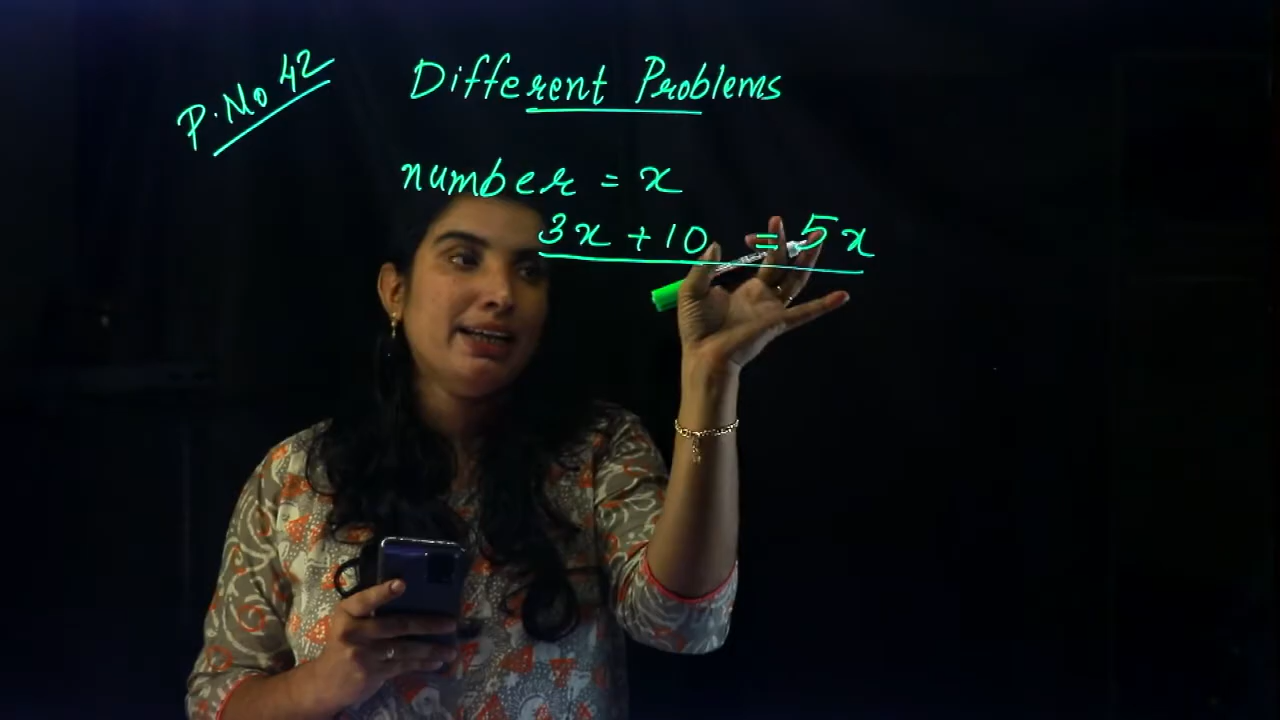 P.No 42
Different Problems
number = x
3x + 10 = 5x